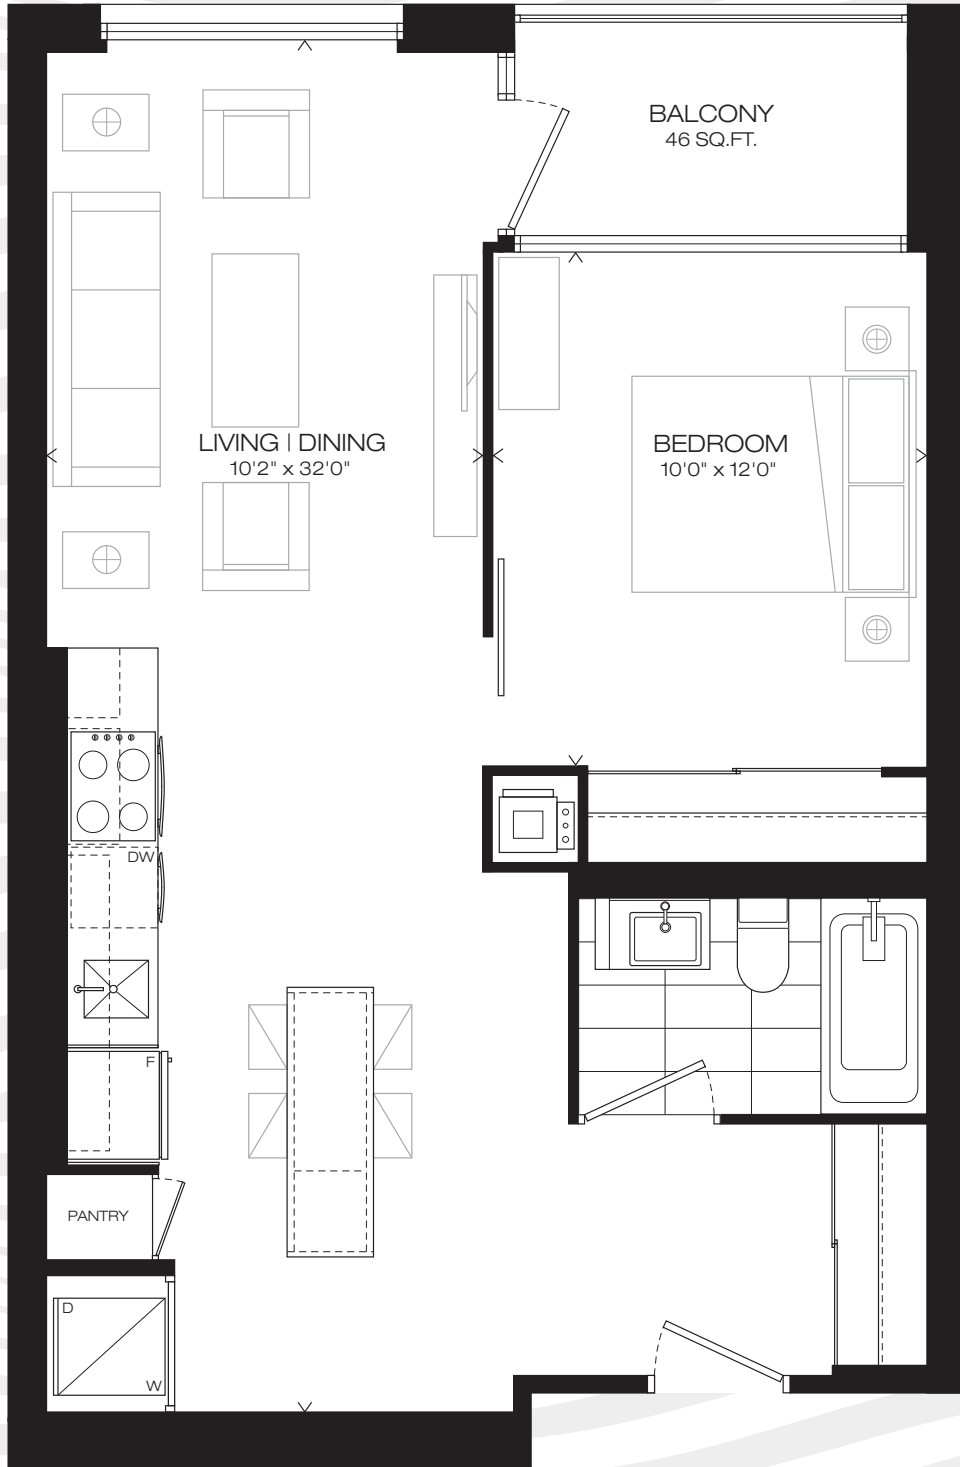 BALCONY
46 SQ.FT.
LIVING | DINING
10'2" x 32'0"
BEDROOM
10'0" x 12'0"
DW
F
PANTRY
D
W